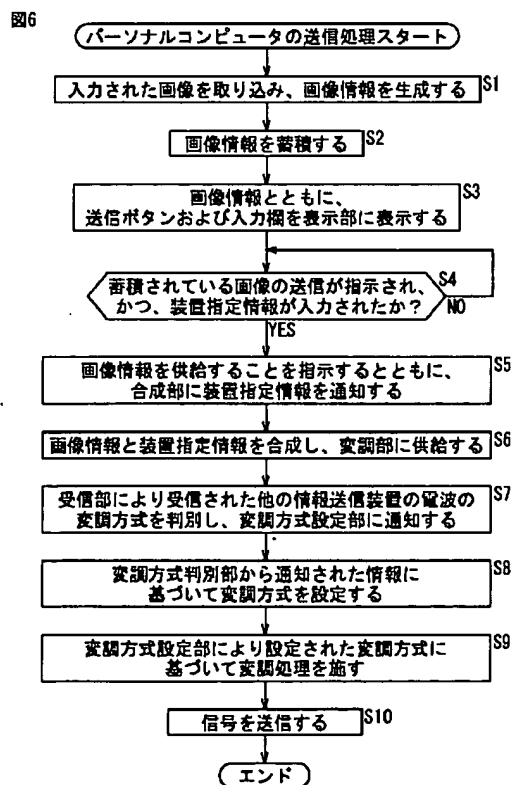 図6
パーソナルコンピュータの送信処理スタート
入力された画像を取り込み、画像情報を生成する
S1
画像情報を蓄積する
S2
画像情報とともに、
送信ボタンおよび入力欄を表示部に表示する
S3
蓄積されている画像の送信が指示され、
かつ、装置指定情報が入力されたか？
S4
NO
YES
画像情報を供給することを指示するとともに、
合成部に装置指定情報を通知する
S5
画像情報と装置指定情報を合成し、変調部に供給する
S6
受信部により受信された他の情報送信装置の電波の
変調方式を判別し、変調方式設定部に通知する
S7
変調方式判別部から通知された情報に
基づいて変調方式を設定する
S8
変調方式設定部により設定された変調方式に
基づいて変調処理を施す
S9
信号を送信する
S10
エンド